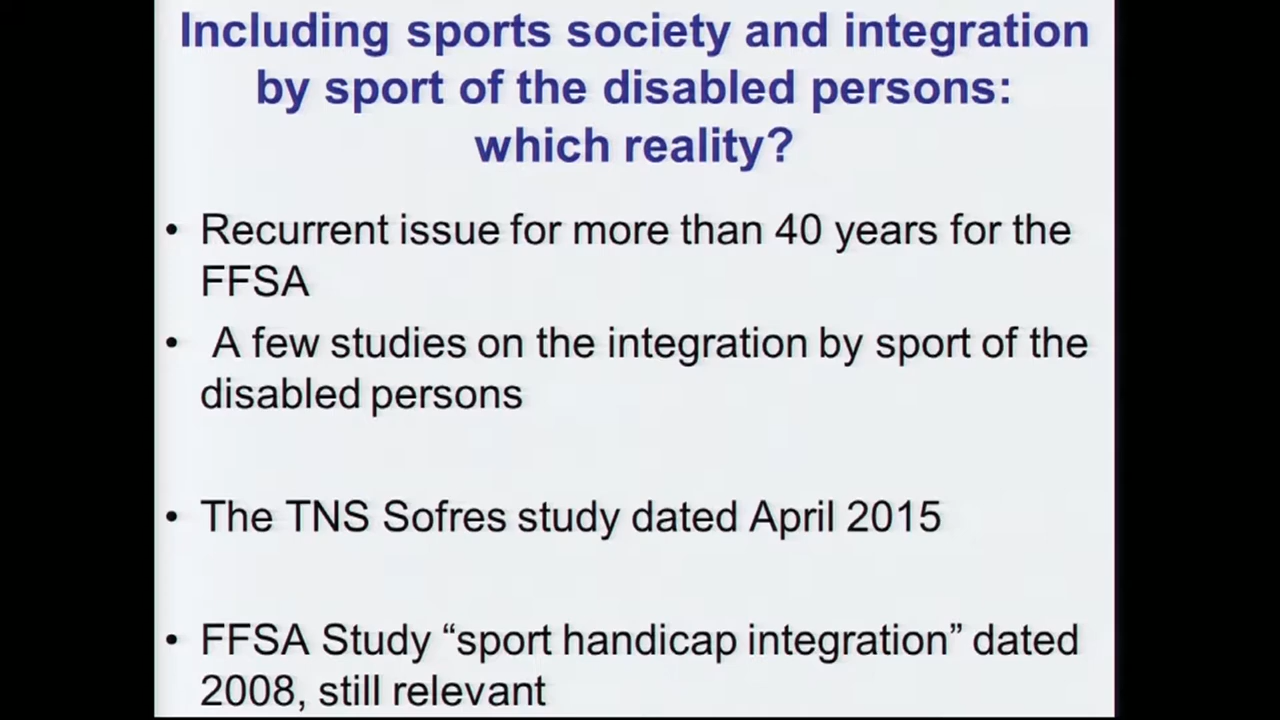 Including sports society and integration
by sport of the disabled persons:
which reality?
• Recurrent issue for more than 40 years for the
FFSA
• A few studies on the integration by sport of the
disabled persons
• The TNS Sofres study dated April 2015
• FFSA Study “sport handicap integration” dated
2008, still relevant